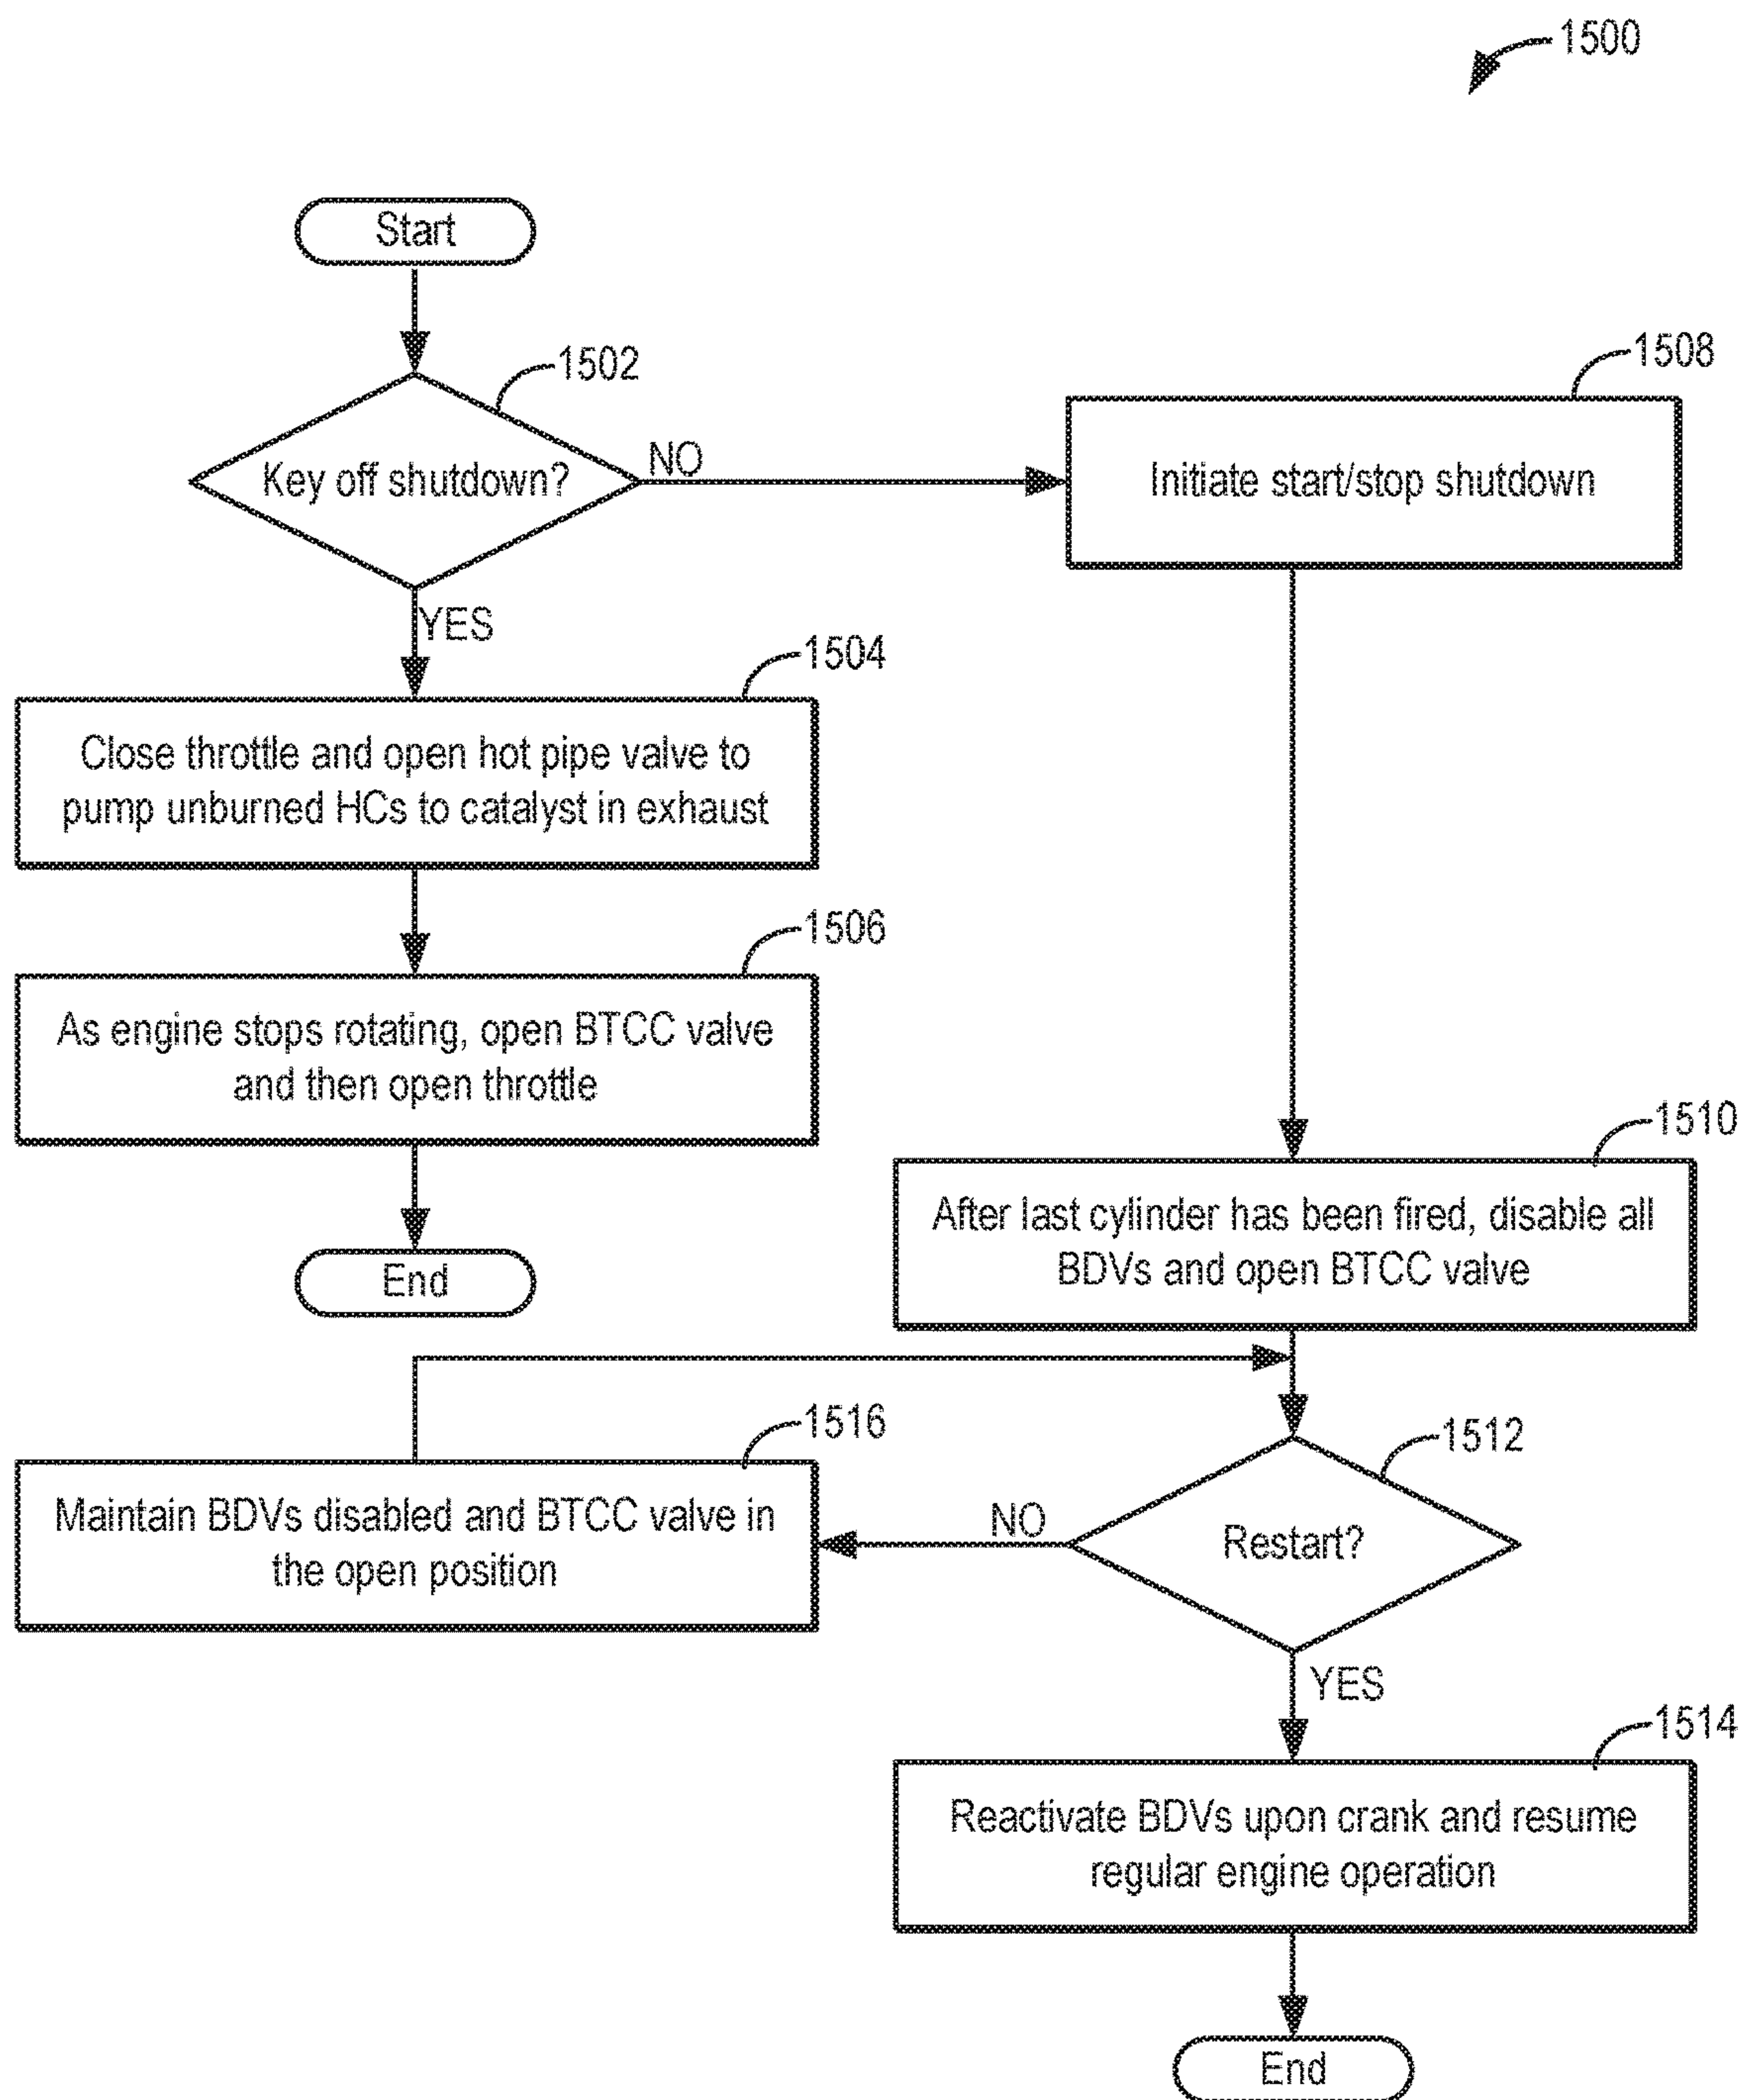 1500
Start
1502
Key off shutdown?
NO
1508
Initiate start/stop shutdown
YES
1504
Close throttle and open hot pipe valve to
pump unburned HCs to catalyst in exhaust
1506
As engine stops rotating, open BTCC valve
and then open throttle
End
1510
After last cylinder has been fired, disable all
BDVs and open BTCC valve
1516
Maintain BDVs disabled and BTCC valve in
the open position
NO
1512
Restart?
YES
1514
Reactivate BDVs upon crank and resume
regular engine operation
End